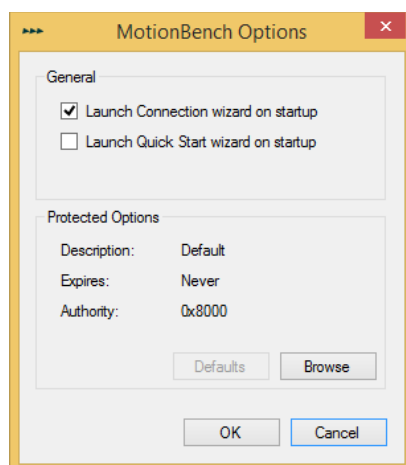 MotionBench Options
General
Launch Connection wizard on startup
Launch Quick Start wizard on startup
Protected Options
Description: Default
Expires: Never
Authority: 0x8000
Defaults Browse
OK Cancel